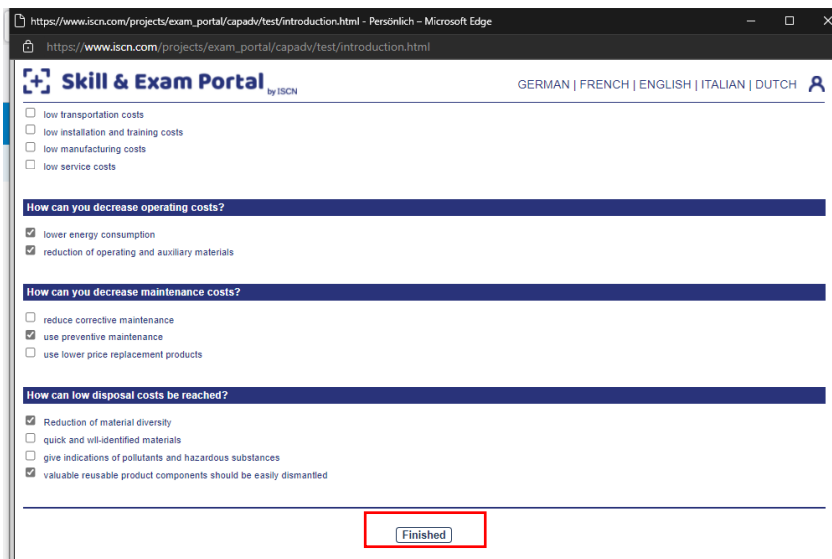 https://www.iscn.com/projects/exam_portal/capadv/test/introduction.html - Persönlich – Microsoft Edge
https://www.iscn.com/projects/exam_portal/capadv/test/introduction.html
[+] Skill & Exam Portal by ISCN
GERMAN | FRENCH | ENGLISH | ITALIAN | DUTCH
low transportation costs
low installation and training costs
low manufacturing costs
low service costs
How can you decrease operating costs?
lower energy consumption
reduction of operating and auxiliary materials
How can you decrease maintenance costs?
reduce corrective maintenance
use preventive maintenance
use lower price replacement products
How can low disposal costs be reached?
Reduction of material diversity
quick and wll-identified materials
give indications of pollutants and hazardous substances
valuable reusable product components should be easily dismantled
Finished